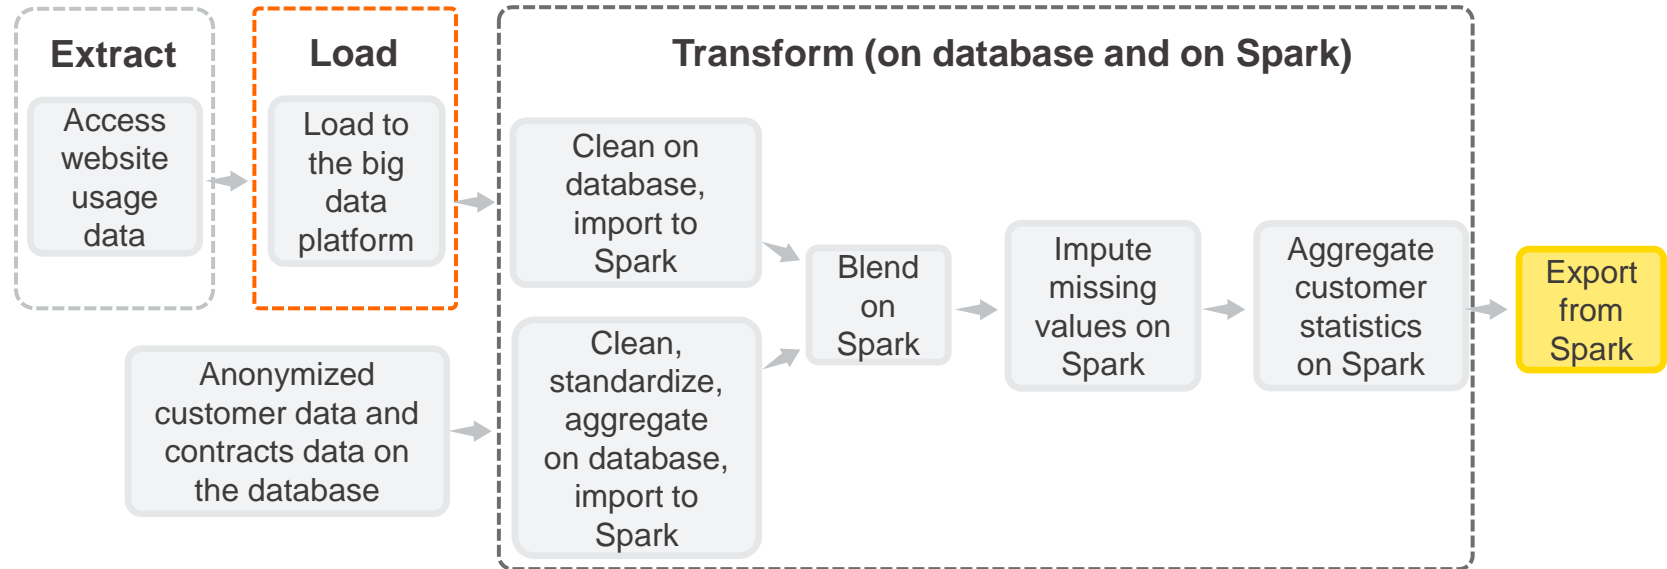 Extract
Access
website
usage
data
Load
Load to
the big
data
platform
Transform (on database and on Spark)
Clean on
database,
import to
Spark
Anonymized
customer data and
contracts data on
the database
Clean,
standardize,
aggregate
on database,
import to
Spark
Blend
on
Spark
Impute
missing
values on
Spark
Aggregate
customer
statistics
on Spark
Export
from
Spark